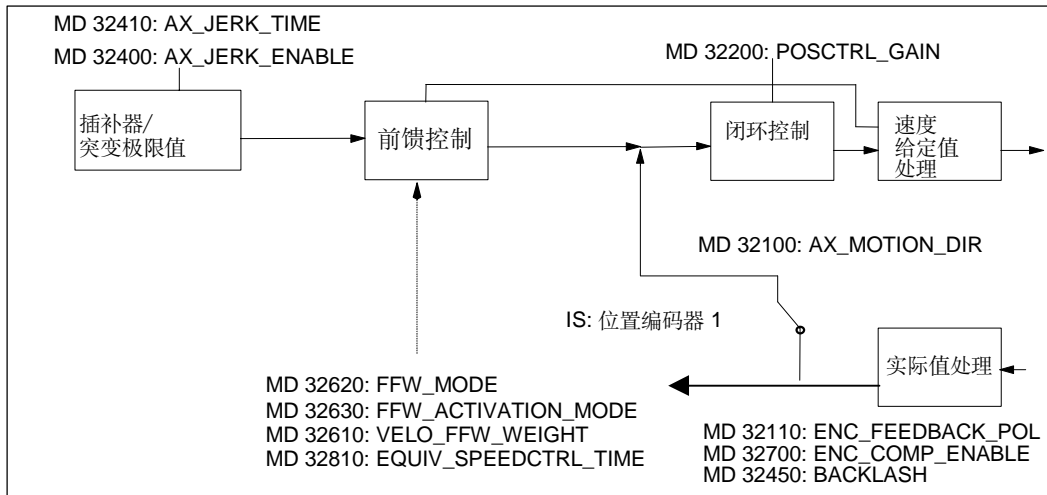 MD 32410: AX_JERK_TIME
MD 32400: AX_JERK_ENABLE
MD 32200: POSCTRL_GAIN
插补器/
突变极限值
前馈控制
闭环控制
速度
给定值
处理
MD 32100: AX_MOTION_DIR
IS: 位置编码器 1
实际值处理
MD 32620: FFW_MODE
MD 32630: FFW_ACTIVATION_MODE
MD 32610: VELO_FFW_WEIGHT
MD 32810: EQUIV_SPEEDCTRL_TIME
MD 32110: ENC_FEEDBACK_POL
MD 32700: ENC_COMP_ENABLE
MD 32450: BACKLASH